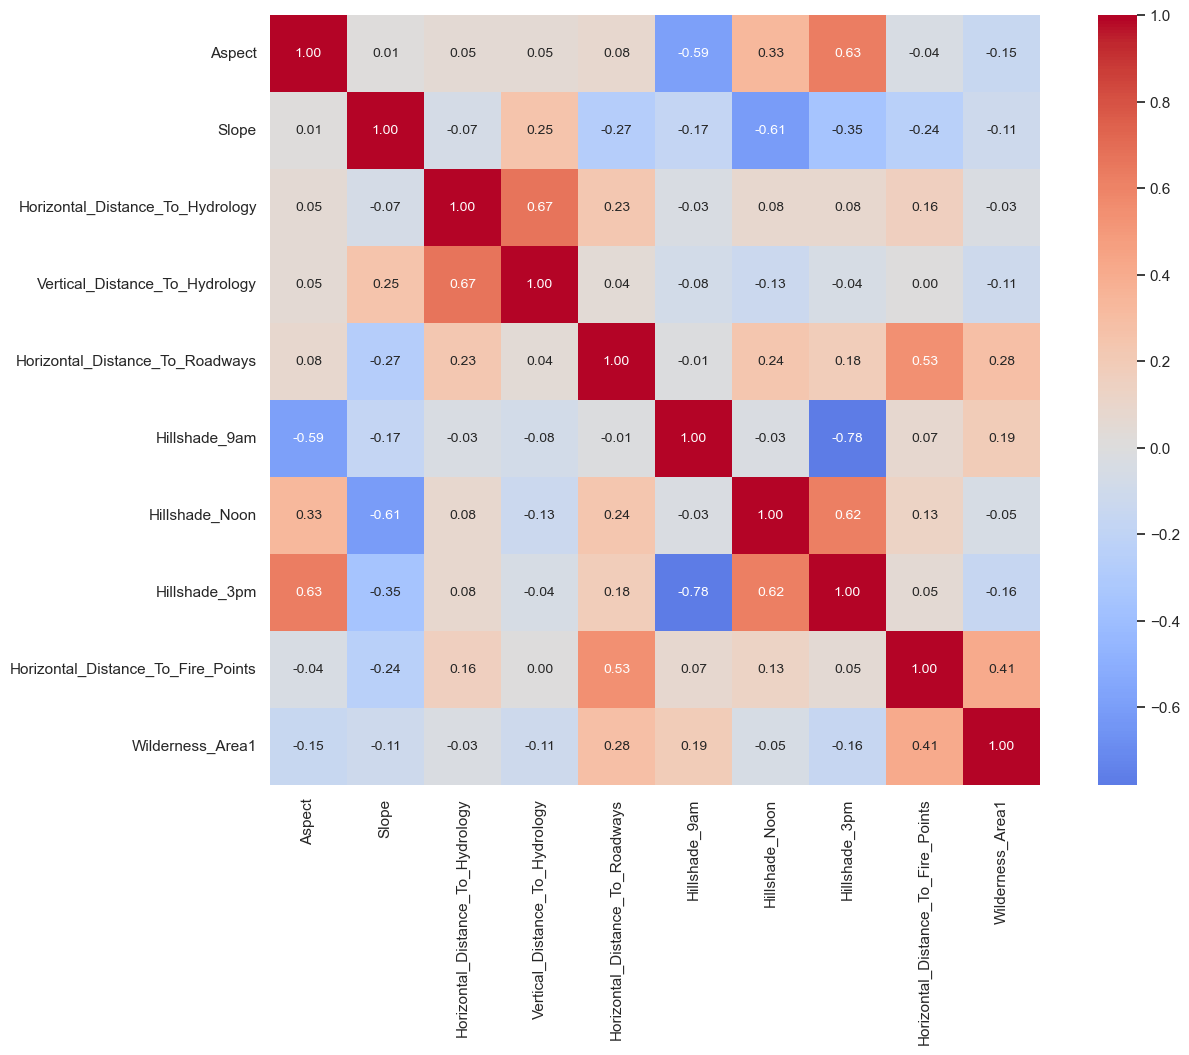 Aspect 1.00 0.01 0.05 0.05 0.08 -0.59 0.33 0.63 -0.04 -0.15
Slope 0.01 1.00 -0.07 0.25 -0.27 -0.17 -0.61 -0.35 -0.24 -0.11
Horizontal_Distance_To_Hydrology 0.05 -0.07 1.00 0.67 0.23 -0.03 0.08 0.08 0.16 -0.03
Vertical_Distance_To_Hydrology 0.05 0.25 0.67 1.00 0.04 -0.08 -0.13 -0.04 0.00 -0.11
Horizontal_Distance_To_Roadways 0.08 -0.27 0.23 0.04 1.00 -0.01 0.24 0.18 0.53 0.28
Hillshade_9am -0.59 -0.17 -0.03 -0.08 -0.01 1.00 -0.03 -0.78 0.07 0.19
Hillshade_Noon 0.33 -0.61 0.08 -0.13 0.24 -0.03 1.00 0.62 0.13 -0.05
Hillshade_3pm 0.63 -0.35 0.08 -0.04 0.18 -0.78 0.62 1.00 0.05 -0.16
Horizontal_Distance_To_Fire_Points -0.04 -0.24 0.16 0.00 0.53 0.07 0.13 0.05 1.00 0.41
Wilderness_Area1 -0.15 -0.11 -0.03 -0.11 0.28 0.19 -0.05 -0.16 0.41 1.00
Aspect
Slope
Horizontal_Distance_To_Hydrology
Vertical_Distance_To_Hydrology
Horizontal_Distance_To_Roadways
Hillshade_9am
Hillshade_Noon
Hillshade_3pm
Horizontal_Distance_To_Fire_Points
Wilderness_Area1
1.0
0.8
0.6
0.4
0.2
0.0
−0.2
−0.4
−0.6